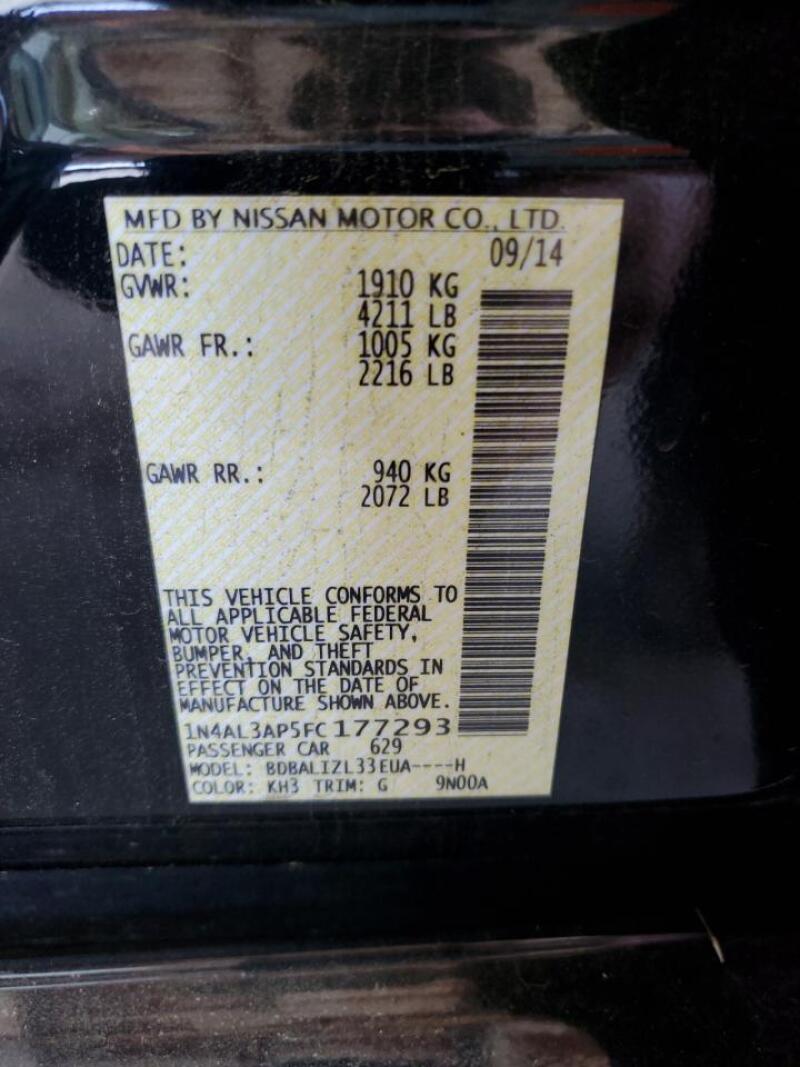 MFD BY NISSAN MOTOR CO., LTD.
DATE: 09/14
GVWR: 1910 KG
4211 LB
GAWR FR.: 1005 KG
2216 LB
GAWR RR.: 940 KG
2072 LB
THIS VEHICLE CONFORMS TO
ALL APPLICABLE FEDERAL
MOTOR VEHICLE SAFETY,
BUMPER, AND THEFT
PREVENTION STANDARDS IN
EFFECT ON THE DATE OF
MANUFACTURE SHOWN ABOVE.
1N4AL3AP5FC177293
PASSENGER CAR 629
MODEL: BDBALIZL33EUA----H
COLOR: KH3 TRIM: G 9N00A